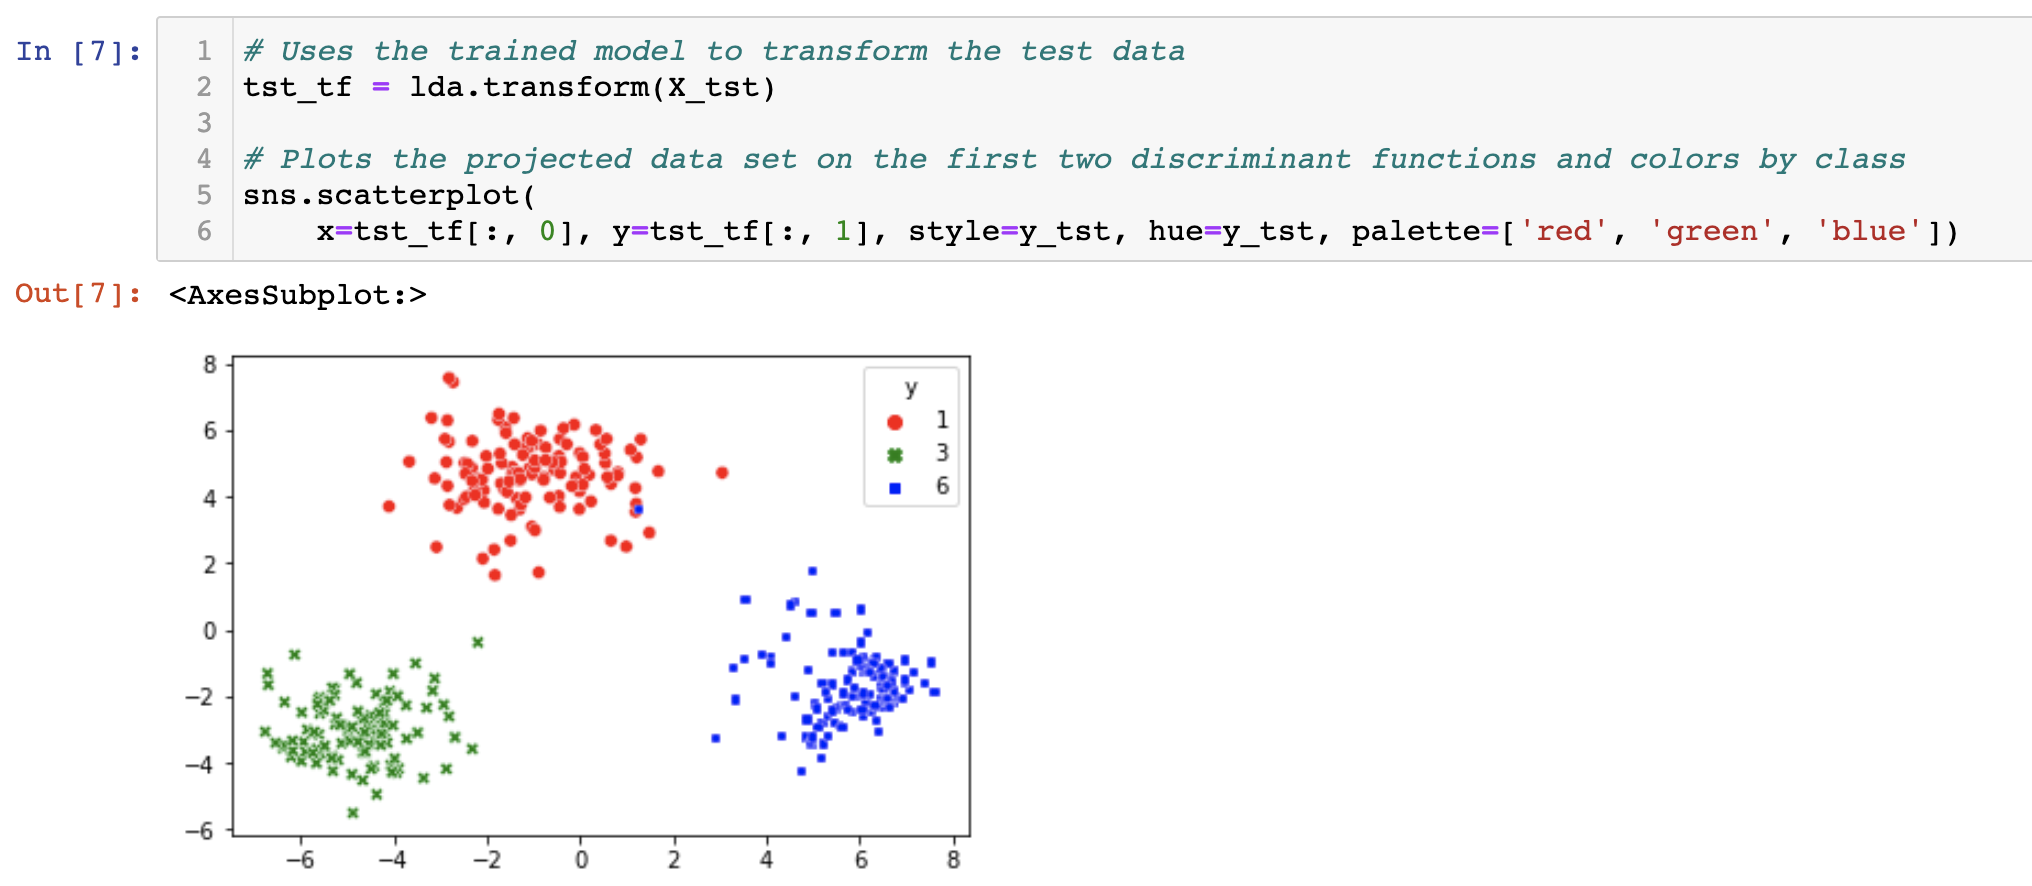 In [7]:
1 # Uses the trained model to transform the test data
2 tst_tf = lda.transform(X_tst)
3
4 # Plots the projected data set on the first two discriminant functions and colors by class
5 sns.scatterplot(
6     x=tst_tf[:, 0], y=tst_tf[:, 1], style=y_tst, hue=y_tst, palette=['red', 'green', 'blue'])
Out[7]: <AxesSubplot:>
8
6
4
2
0
−2
−4
−6
y
1
3
6
−6 −4 −2 0 2 4 6 8